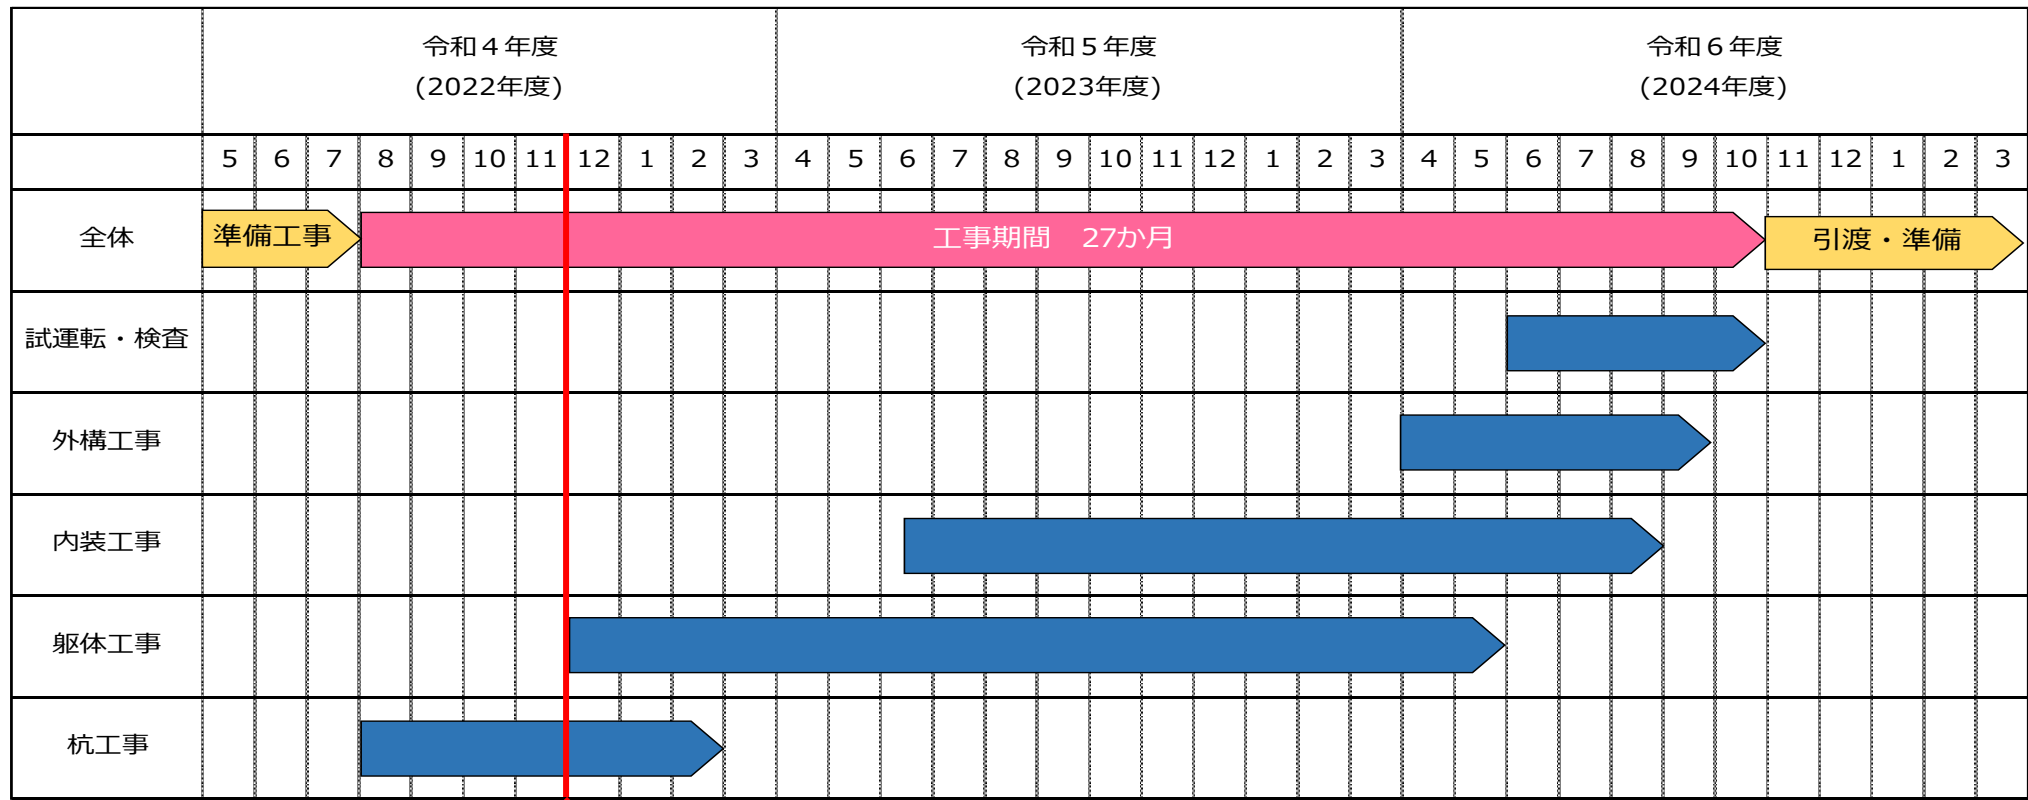 令和４年度
(2022年度)
令和５年度
(2023年度)
令和６年度
(2024年度)
5 6 7 8 9 10 11 12 1 2 3 4 5 6 7 8 9 10 11 12 1 2 3 4 5 6 7 8 9 10 11 12 1 2 3
全体 準備工事 工事期間　27か月 引渡・準備
試運転・検査
外構工事
内装工事
躯体工事
杭工事